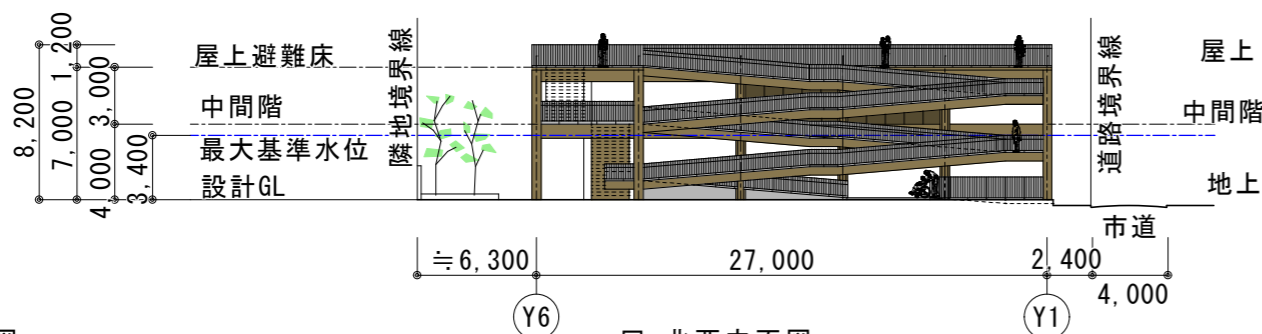 屋上避難床
中間階
最大基準水位
設計GL
隣地境界線
道路境界線
屋上
中間階
地上
市道
8,200
7,000
1,200
4,000
3,000
3,400
≒6,300
27,000
2,400
4,000
Y6
Y1